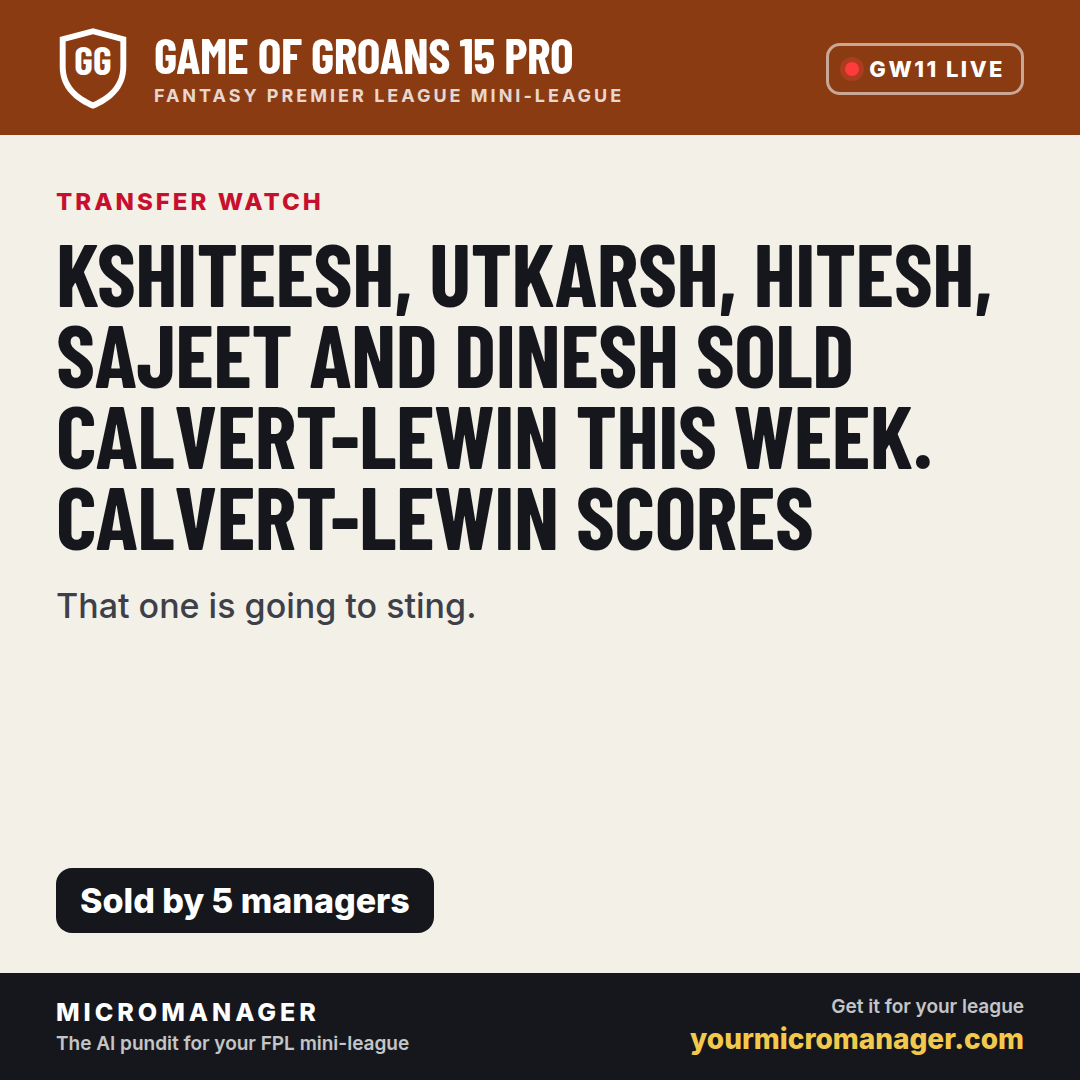 GG
GAME OF GROANS 15 PRO
FANTASY PREMIER LEAGUE MINI-LEAGUE
GW11 LIVE
TRANSFER WATCH
KSHITEESH, UTKARSH, HITESH,
SAJEET AND DINESH SOLD
CALVERT-LEWIN THIS WEEK.
CALVERT-LEWIN SCORES
That one is going to sting.
Sold by 5 managers
MICROMANAGER
The AI pundit for your FPL mini-league
Get it for your league
yourmicromanager.com